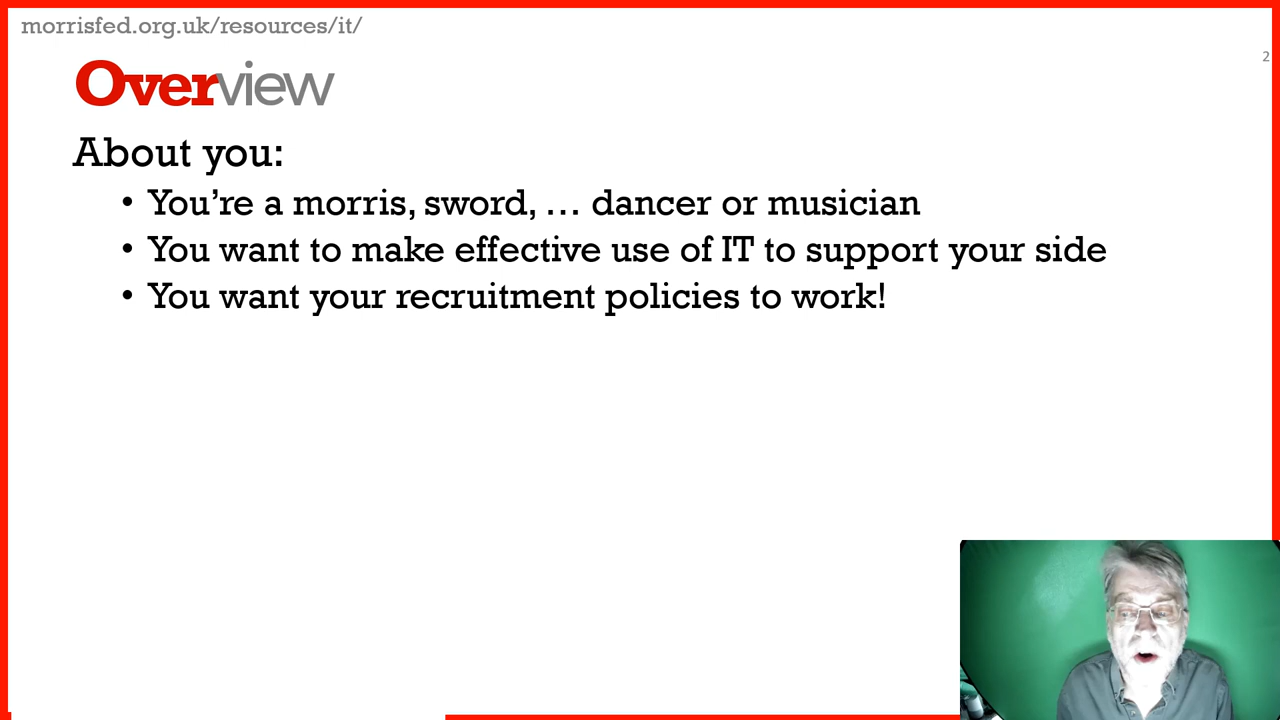 morrisfed.org.uk/resources/it/
2
Overview
About you:
• You’re a morris, sword, … dancer or musician
• You want to make effective use of IT to support your side
• You want your recruitment policies to work!